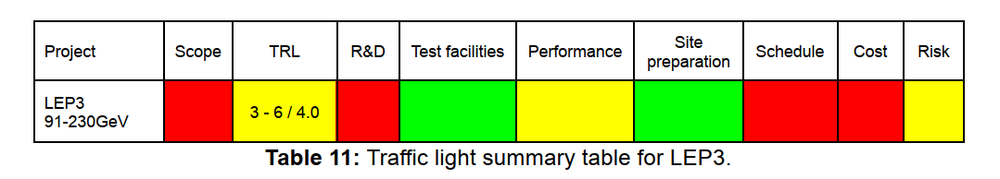 Project Scope TRL R&D Test facilities Performance Site preparation Schedule Cost Risk
LEP3
91-230GeV
3 - 6 / 4.0
Table 11: Traffic light summary table for LEP3.